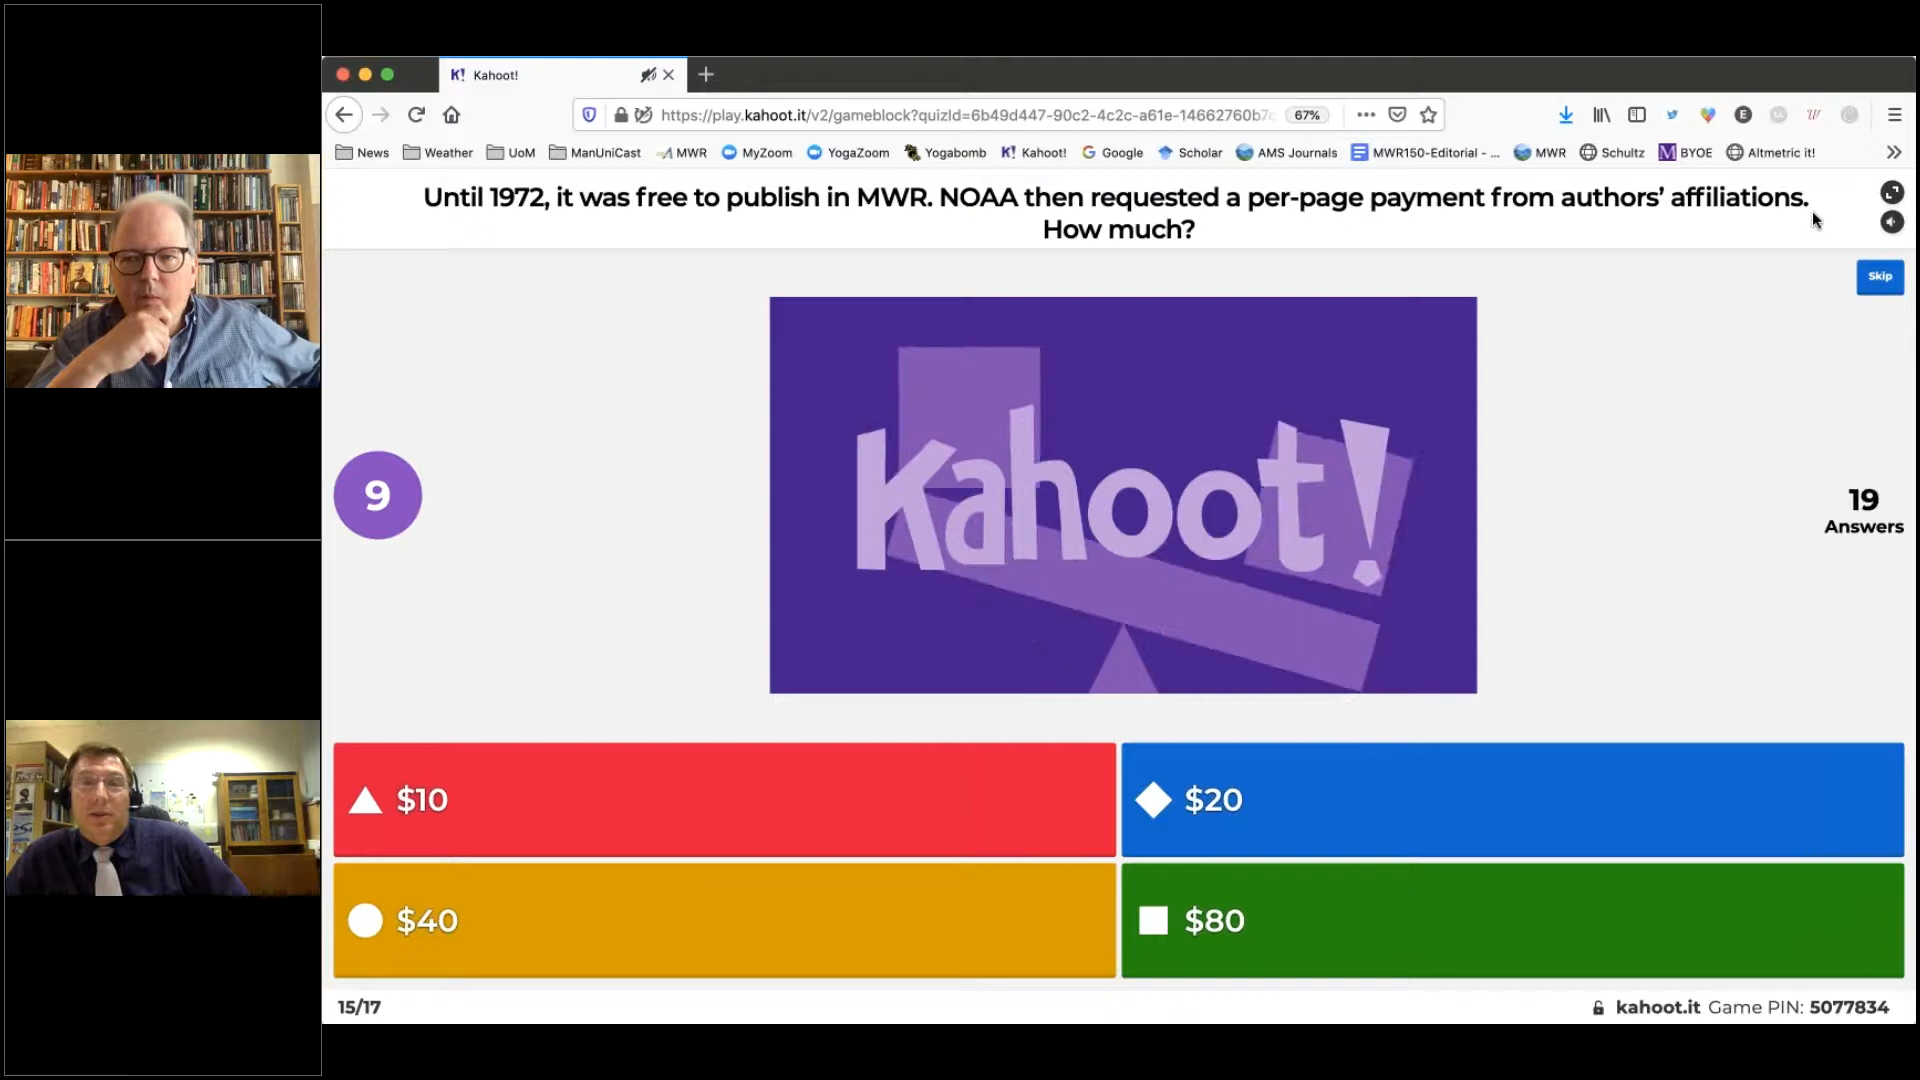 K! Kahoot!
https://play.kahoot.it/v2/gameblock?quizId=6b49d447-90c2-4c2c-a61e-14662760b7c
67%
News Weather UoM ManUniCast MWR MyZoom YogaZoom Yogabomb K! Kahoot! Google Scholar AMS Journals MWR150-Editorial - ... MWR Schultz M BYOE Altmetric it!
Until 1972, it was free to publish in MWR. NOAA then requested a per-page payment from authors’ affiliations.
How much?
Skip
Kahoot!
9
19
Answers
$10
$20
$40
$80
15/17
kahoot.it Game PIN: 5077834